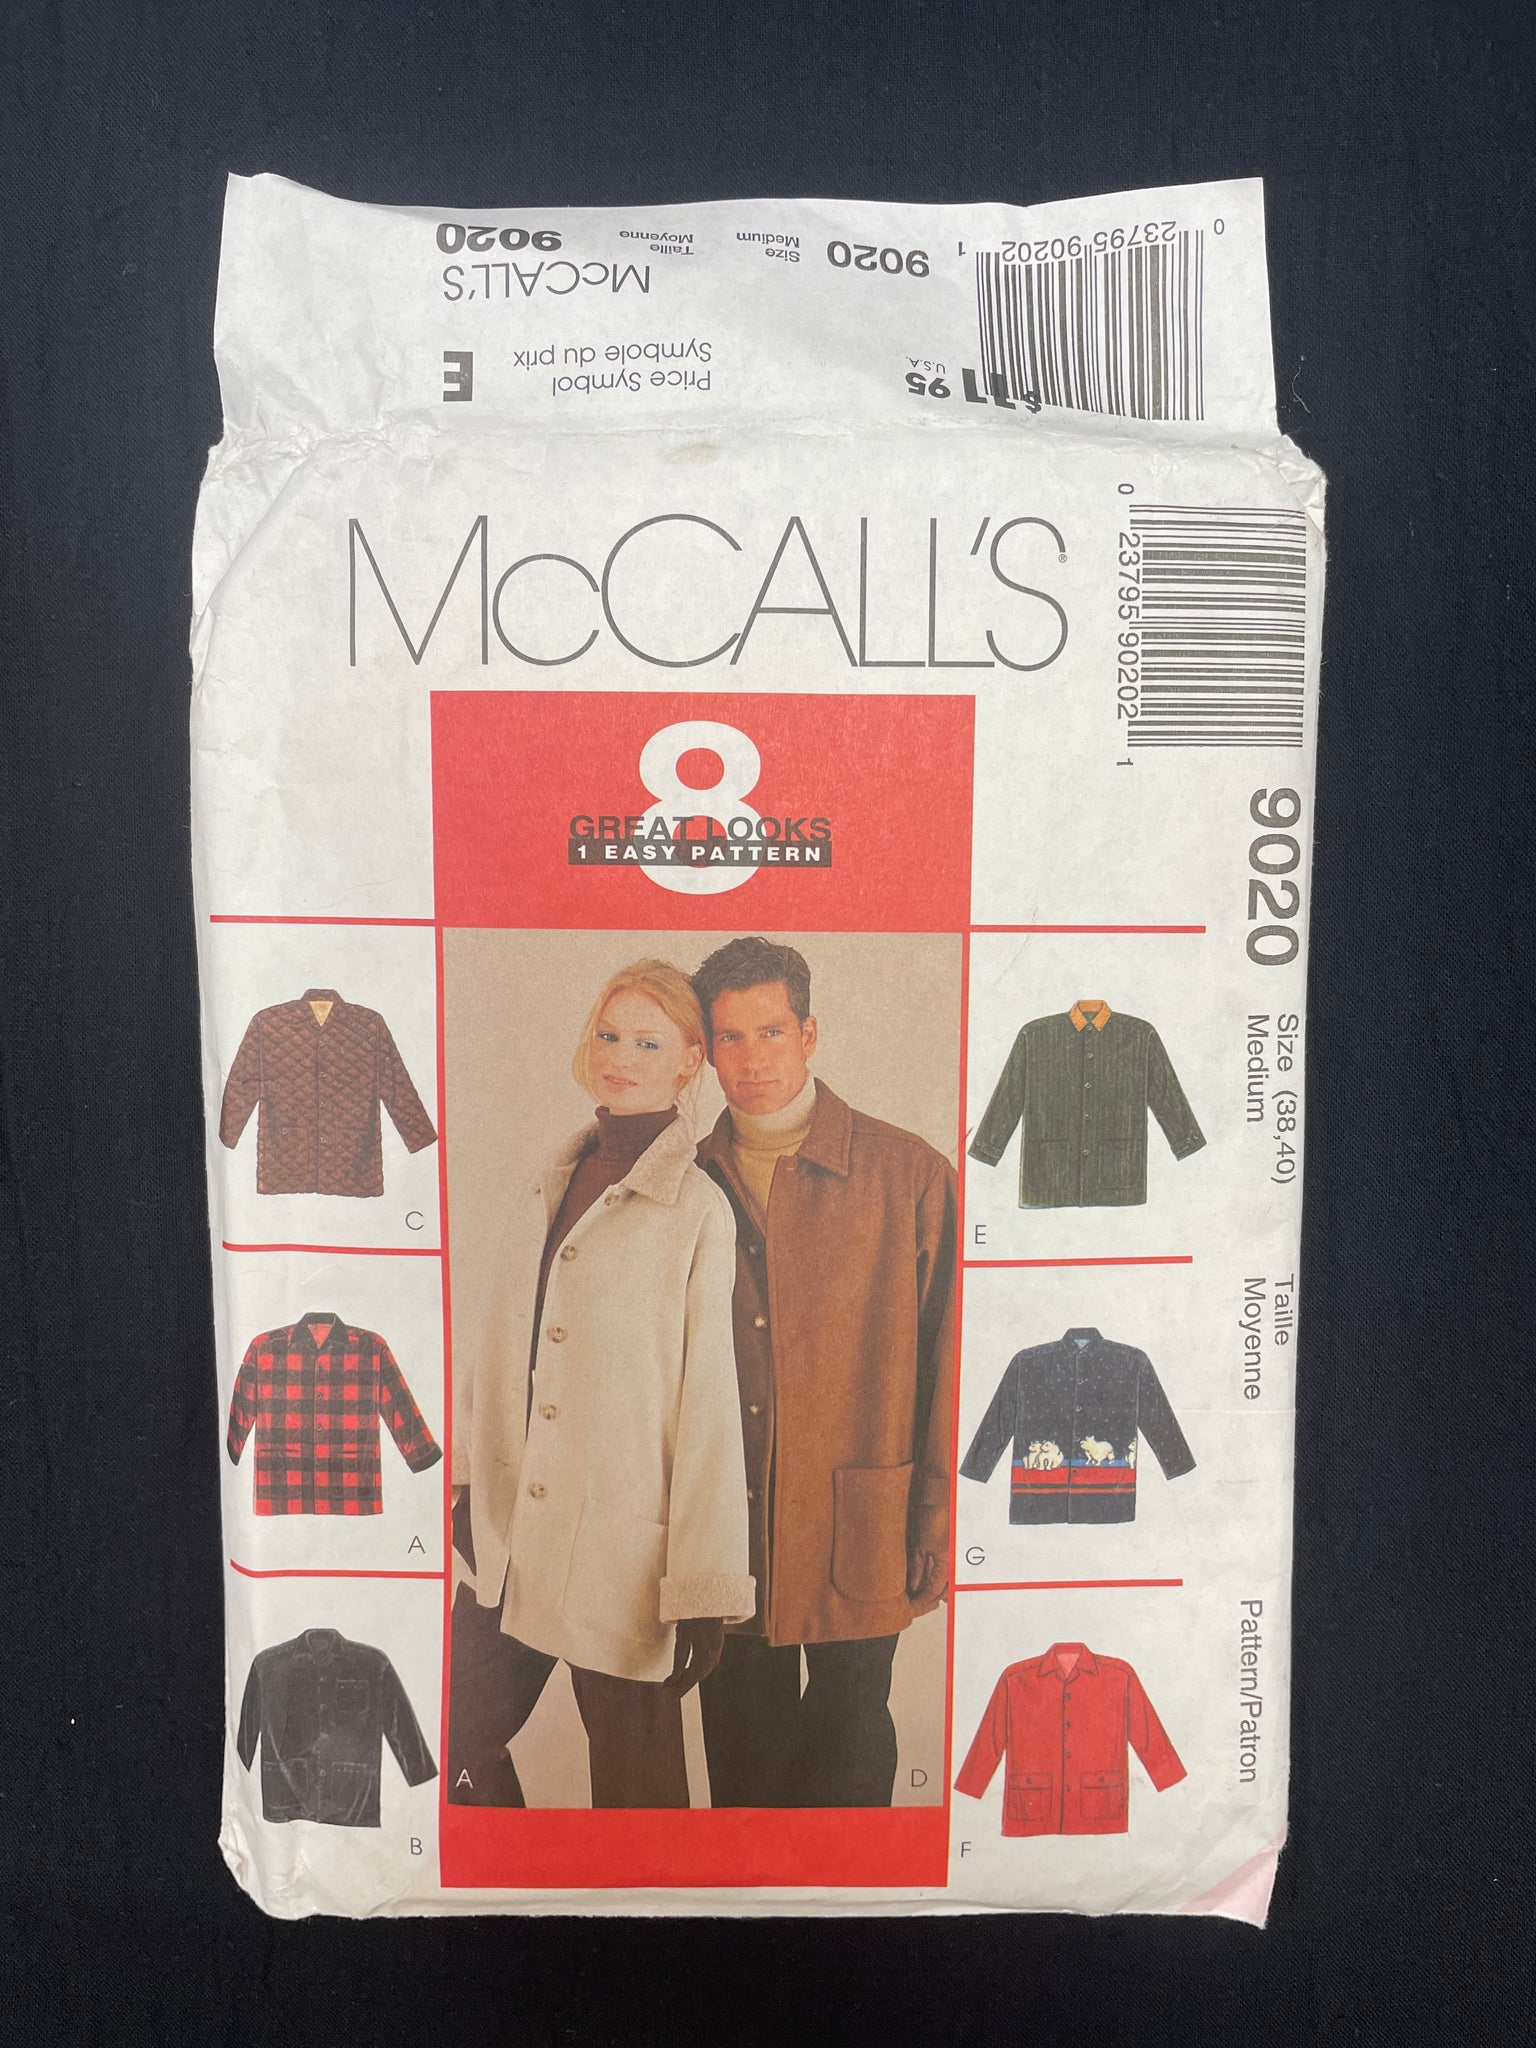 0 23795 90202 1
9020
Size
Medium
Taille
Moyenne
9020
McCALL'S
$11 95
U.S.A.
Price Symbol
Symbole du prix
E
McCALL'S®
0 23795 90202 1
8
GREAT LOOKS
1 EASY PATTERN
9020
Size (38,40)
Medium
Taille
Moyenne
Pattern/Patron
C
E
A
G
B
A
D
F